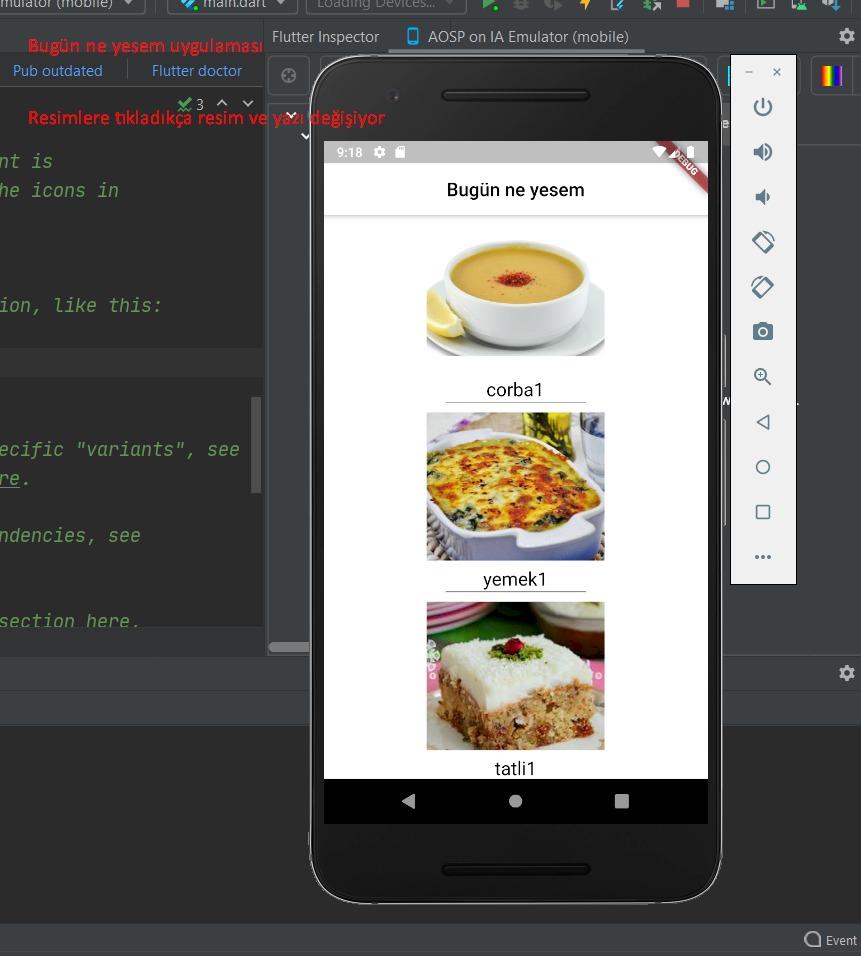 mulator (mobile)
main.dart
Loading Devices...
Bugün ne yesem uygulaması
Flutter Inspector
AOSP on IA Emulator (mobile)
Pub outdated
Flutter doctor
3
Resimlere tıkladıkça resim ve yazı değişiyor
nt is
he icons in
ion, like this:
ecific "variants", see
re.
ndencies, see
section here.
9:18
DEBUG
Bugün ne yesem
corba1
yemek1
tatli1
Event